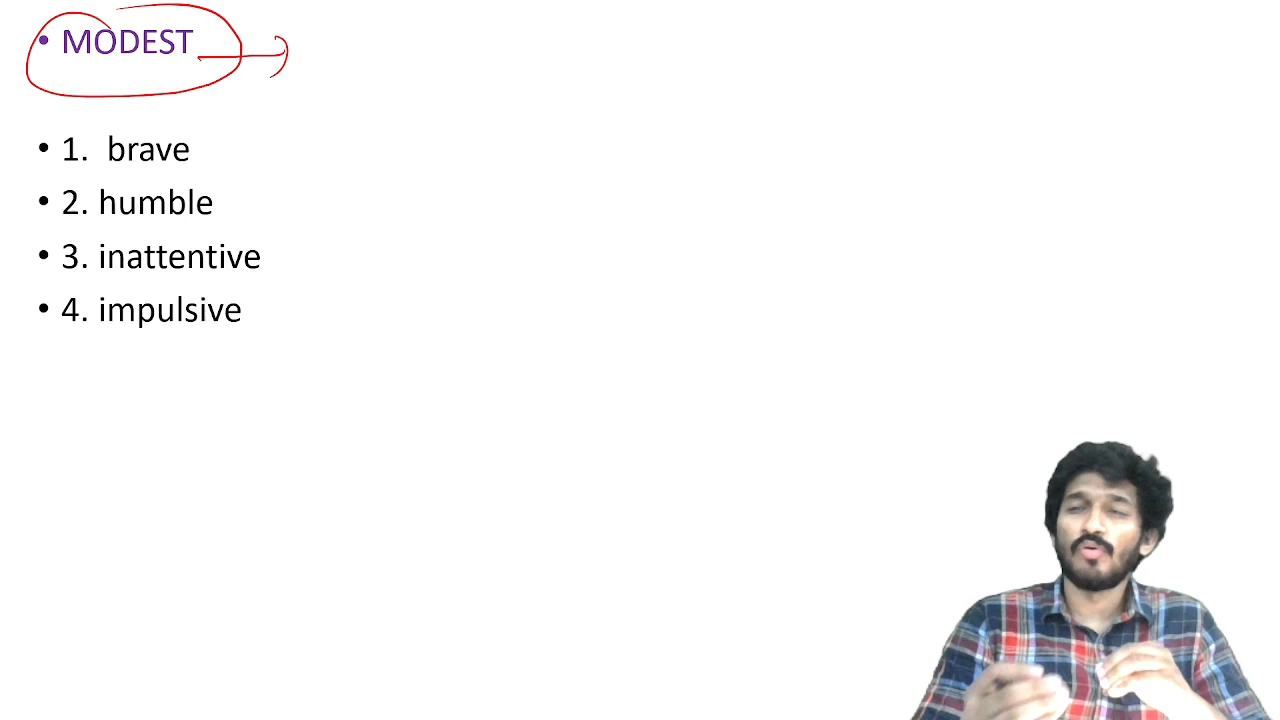 • MODEST
• 1. brave
• 2. humble
• 3. inattentive
• 4. impulsive